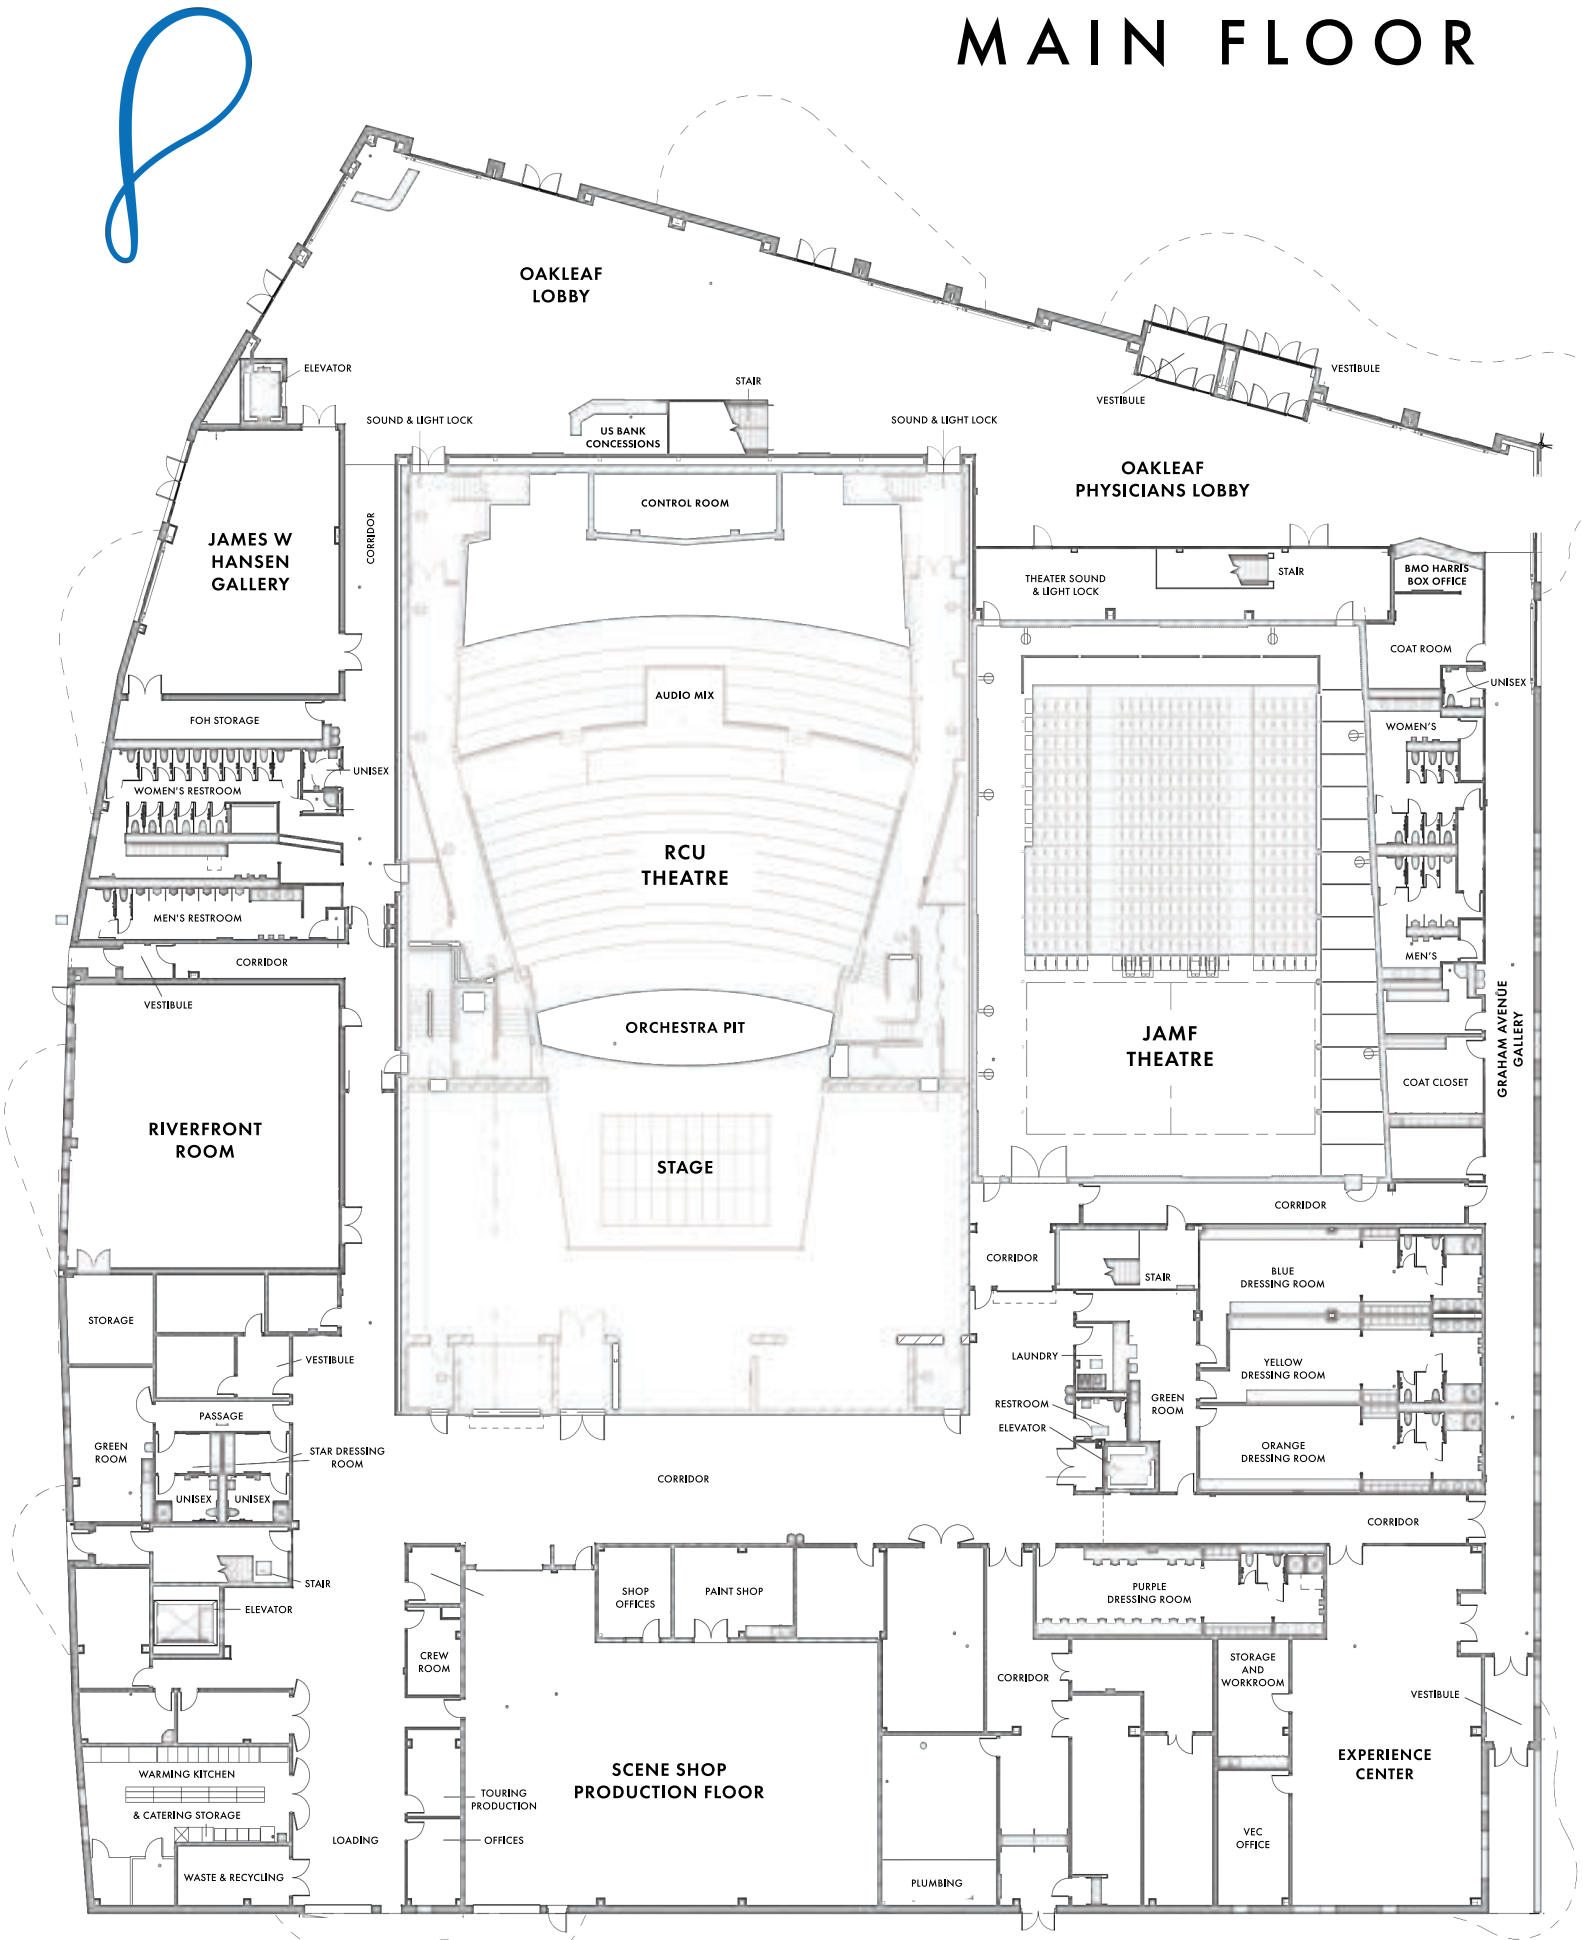 MAIN FLOOR
OAKLEAF
LOBBY
ELEVATOR
STAIR
VESTIBULE
VESTIBULE
SOUND & LIGHT LOCK
US BANK
CONCESSIONS
SOUND & LIGHT LOCK
OAKLEAF
PHYSICIANS LOBBY
CONTROL ROOM
JAMES W
HANSEN
GALLERY
CORRIDOR
THEATER SOUND
& LIGHT LOCK
STAIR
BMO HARRIS
BOX OFFICE
COAT ROOM
UNISEX
AUDIO MIX
FOH STORAGE
WOMEN'S
UNISEX
WOMEN'S RESTROOM
RCU
THEATRE
MEN'S RESTROOM
MEN'S
CORRIDOR
VESTIBULE
ORCHESTRA PIT
JAMF
THEATRE
GRAHAM AVENUE
GALLERY
COAT CLOSET
RIVERFRONT
ROOM
STAGE
CORRIDOR
CORRIDOR
STAIR
BLUE
DRESSING ROOM
STORAGE
VESTIBULE
LAUNDRY
YELLOW
DRESSING ROOM
RESTROOM
GREEN
ROOM
ELEVATOR
PASSAGE
GREEN
ROOM
STAR DRESSING
ROOM
ORANGE
DRESSING ROOM
CORRIDOR
UNISEX
UNISEX
CORRIDOR
STAIR
ELEVATOR
SHOP
OFFICES
PAINT SHOP
PURPLE
DRESSING ROOM
CREW
ROOM
CORRIDOR
STORAGE
AND
WORKROOM
VESTIBULE
WARMING KITCHEN
& CATERING STORAGE
SCENE SHOP
PRODUCTION FLOOR
EXPERIENCE
CENTER
TOURING
PRODUCTION
OFFICES
LOADING
VEC
OFFICE
WASTE & RECYCLING
PLUMBING